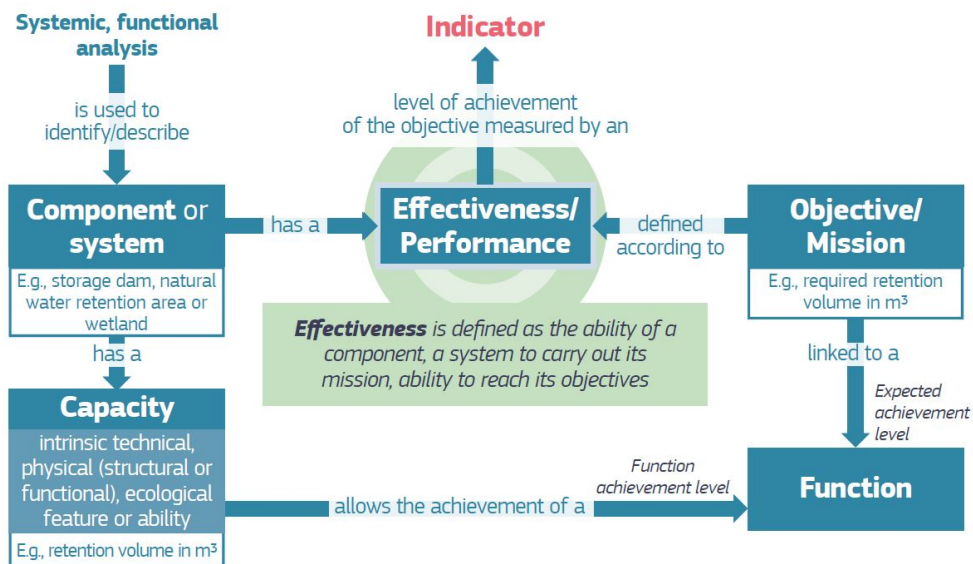 Systemic, functional
analysis
is used to
identify/describe
Indicator
level of achievement
of the objective measured by an
Component or
system
E.g., storage dam, natural
water retention area or
wetland
has a
Effectiveness/
Performance
defined
according to
Objective/
Mission
E.g., required retention
volume in m³
Effectiveness is defined as the ability of a
component, a system to carry out its
mission, ability to reach its objectives
has a
linked to a
Expected
achievement
level
Capacity
intrinsic technical,
physical (structural or
functional), ecological
feature or ability
E.g., retention volume in m³
allows the achievement of a
Function
achievement level
Function